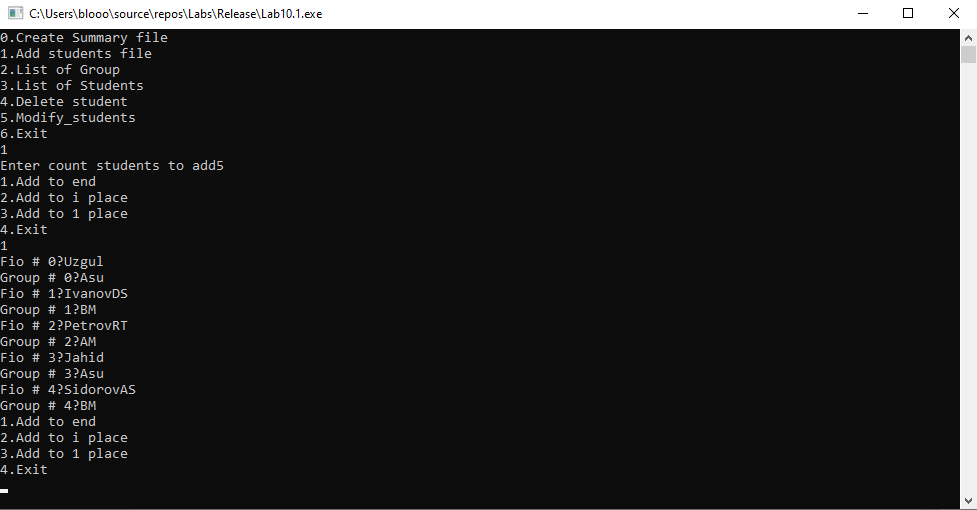 C:\Users\blooo\source\repos\Labs\Release\Lab10.1.exe
0.Create Summary file
1.Add students file
2.List of Group
3.List of Students
4.Delete student
5.Modify_students
6.Exit
1
Enter count students to add5
1.Add to end
2.Add to i place
3.Add to 1 place
4.Exit
1
Fio # 0?Uzgul
Group # 0?Asu
Fio # 1?IvanovDS
Group # 1?BM
Fio # 2?PetrovRT
Group # 2?AM
Fio # 3?Jahid
Group # 3?Asu
Fio # 4?SidorovAS
Group # 4?BM
1.Add to end
2.Add to i place
3.Add to 1 place
4.Exit